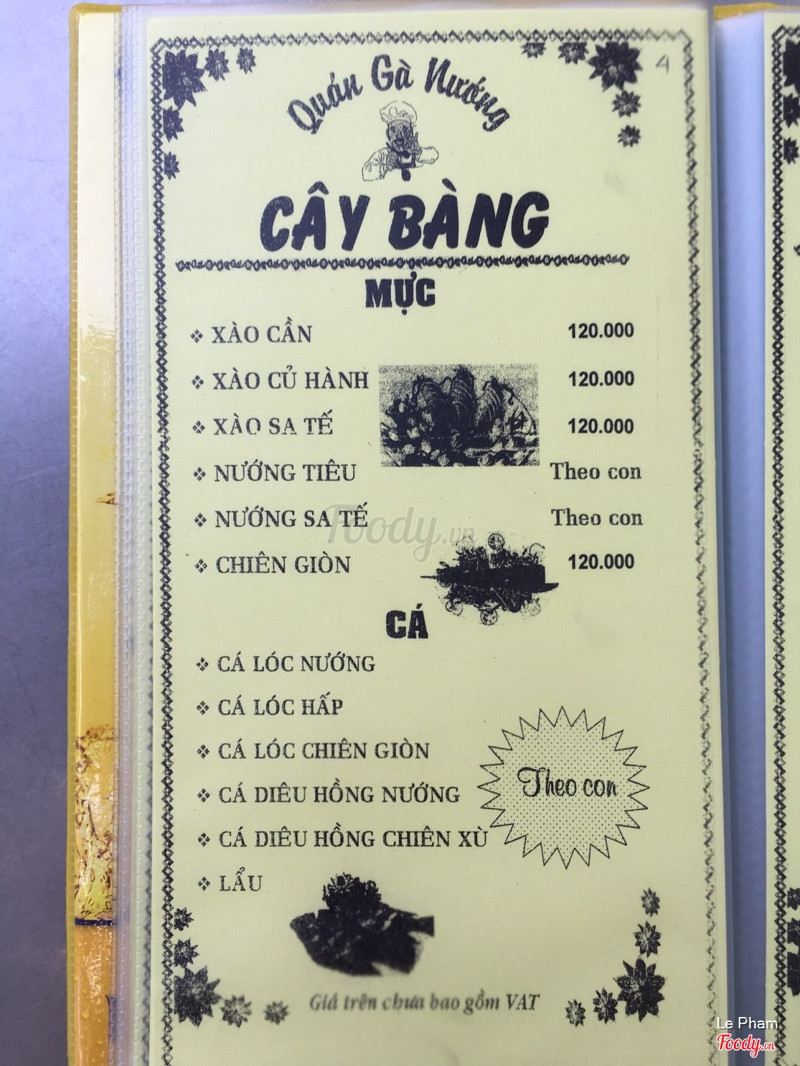 4
Quán Gà Nướng
CÂY BÀNG
MỰC
❖ XÀO CẦN 120.000
❖ XÀO CỦ HÀNH 120.000
❖ XÀO SA TẾ 120.000
❖ NƯỚNG TIÊU Theo con
❖ NƯỚNG SA TẾ Theo con
Foody.vn
❖ CHIÊN GIÒN 120.000
CÁ
❖ CÁ LÓC NƯỚNG
❖ CÁ LÓC HẤP
❖ CÁ LÓC CHIÊN GIÒN
❖ CÁ DIÊU HỒNG NƯỚNG
❖ CÁ DIÊU HỒNG CHIÊN XÙ
❖ LẨU
Theo con
Giá trên chưa bao gồm VAT
Le Pham
Foody.vn